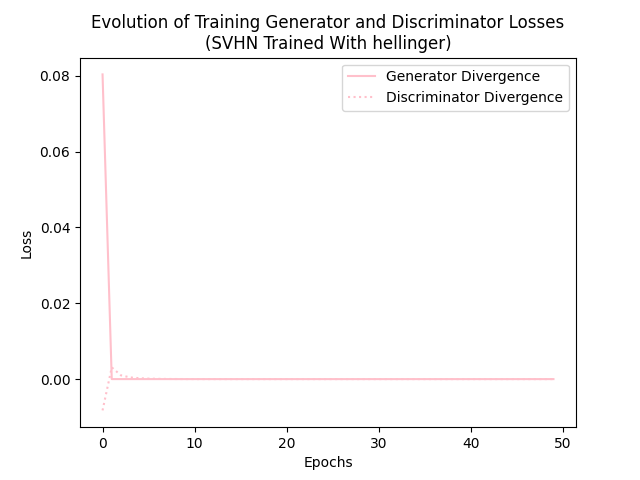 Evolution of Training Generator and Discriminator Losses
(SVHN Trained With hellinger)
Generator Divergence
Discriminator Divergence
0.08
0.06
0.04
0.02
0.00
Loss
0 10 20 30 40 50
Epochs